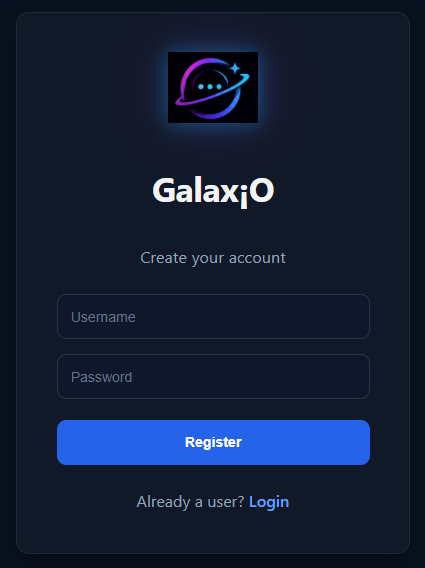 Galax¡O
Create your account
Username
Password
Register
Already a user? Login